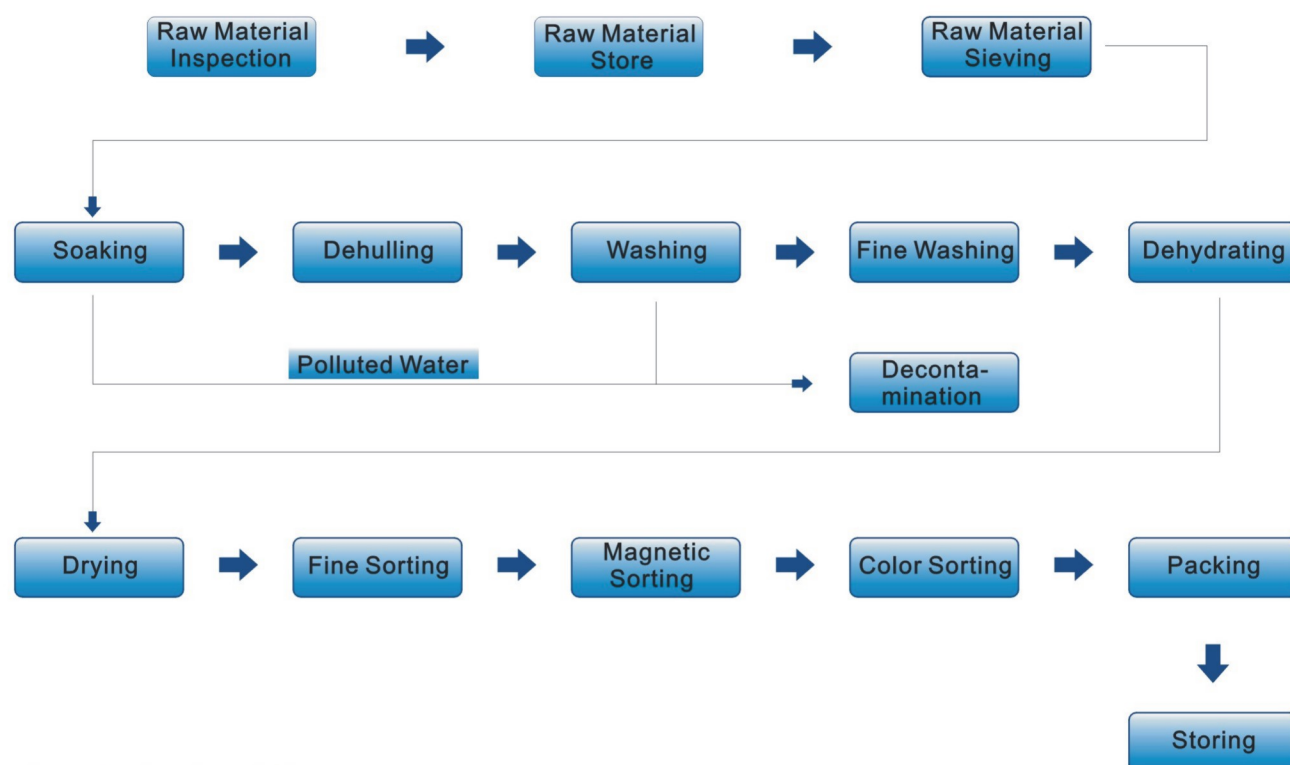 Raw Material
Inspection
Raw Material
Store
Raw Material
Sieving
Soaking
Dehulling
Washing
Fine Washing
Dehydrating
Polluted Water
Deconta-
mination
Drying
Fine Sorting
Magnetic
Sorting
Color Sorting
Packing
Storing